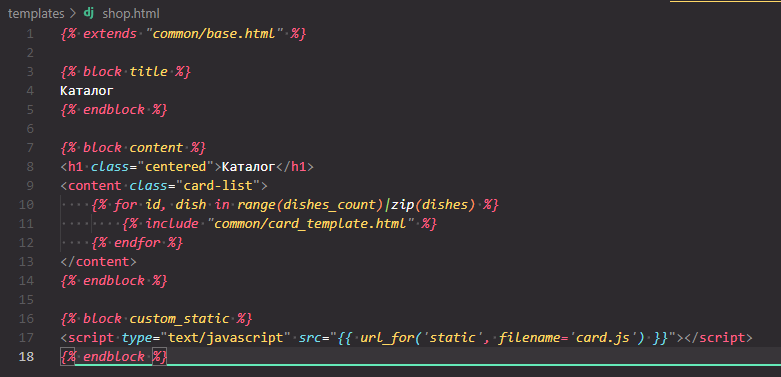 templates > dj shop.html
1 {% extends "common/base.html" %}
2
3 {% block title %}
4 Каталог
5 {% endblock %}
6
7 {% block content %}
8 <h1 class="centered">Каталог</h1>
9 <content class="card-list">
10     {% for id, dish in range(dishes_count)|zip(dishes) %}
11         {% include "common/card_template.html" %}
12     {% endfor %}
13 </content>
14 {% endblock %}
15
16 {% block custom_static %}
17 <script type="text/javascript" src="{{ url_for('static', filename='card.js') }}"></script>
18 {% endblock %}